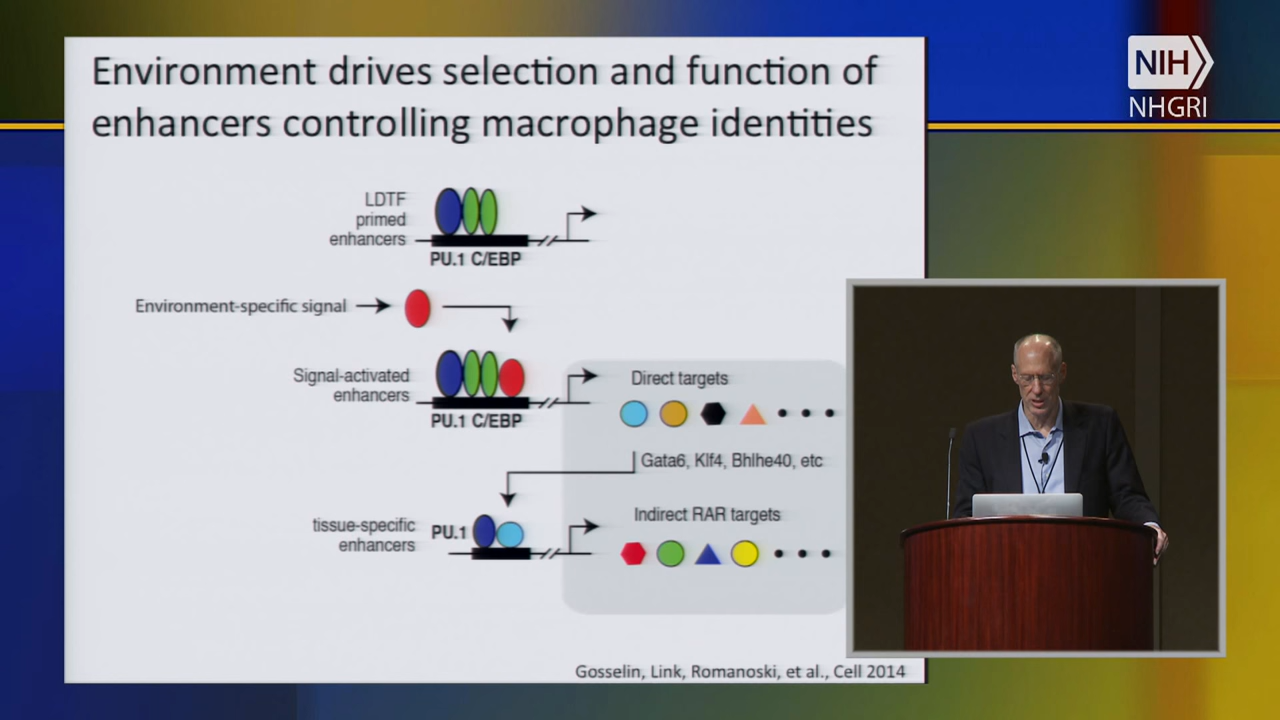 Environment drives selection and function of
enhancers controlling macrophage identities
NIH
NHGRI
LDTF
primed
enhancers
PU.1 C/EBP
Environment-specific signal
Signal-activated
enhancers
PU.1 C/EBP
Direct targets
Gata6, Klf4, Bhlhe40, etc
tissue-specific
enhancers
PU.1
Indirect RAR targets
Gosselin, Link, Romanoski, et al., Cell 2014